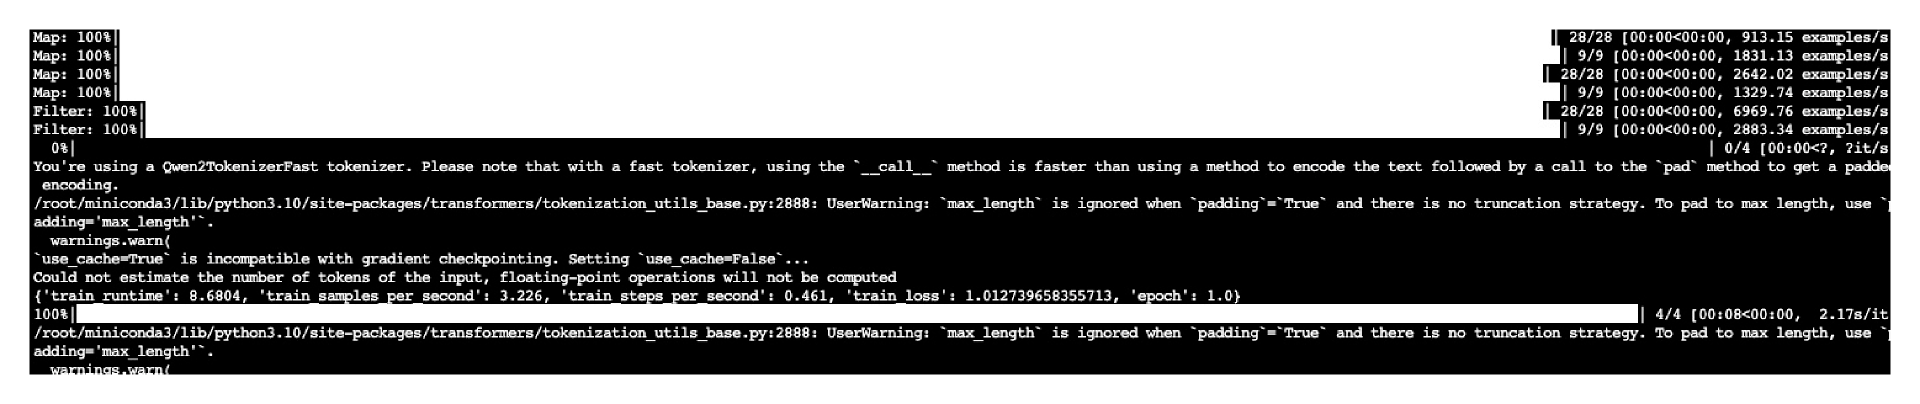 Map: 100%| | 28/28 [00:00<00:00, 913.15 examples/s
Map: 100%| | 9/9 [00:00<00:00, 1831.13 examples/s
Map: 100%| | 28/28 [00:00<00:00, 2642.02 examples/s
Map: 100%| | 9/9 [00:00<00:00, 1329.74 examples/s
Filter: 100%| | 28/28 [00:00<00:00, 6969.76 examples/s
Filter: 100%| | 9/9 [00:00<00:00, 2883.34 examples/s
0%| | 0/4 [00:00<?, ?it/s
You're using a Qwen2TokenizerFast tokenizer. Please note that with a fast tokenizer, using the `__call__` method is faster than using a method to encode the text followed by a call to the `pad` method to get a padde
encoding.
/root/miniconda3/lib/python3.10/site-packages/transformers/tokenization_utils_base.py:2888: UserWarning: `max_length` is ignored when `padding`=`True` and there is no truncation strategy. To pad to max length, use `p
adding='max_length'`.
warnings.warn(
`use_cache=True` is incompatible with gradient checkpointing. Setting `use_cache=False`...
Could not estimate the number of tokens of the input, floating-point operations will not be computed
{'train_runtime': 8.6804, 'train_samples_per_second': 3.226, 'train_steps_per_second': 0.461, 'train_loss': 1.012739658355713, 'epoch': 1.0}
100%| | 4/4 [00:08<00:00, 2.17s/it
/root/miniconda3/lib/python3.10/site-packages/transformers/tokenization_utils_base.py:2888: UserWarning: `max_length` is ignored when `padding`=`True` and there is no truncation strategy. To pad to max length, use `p
adding='max_length'`.
warnings.warn(